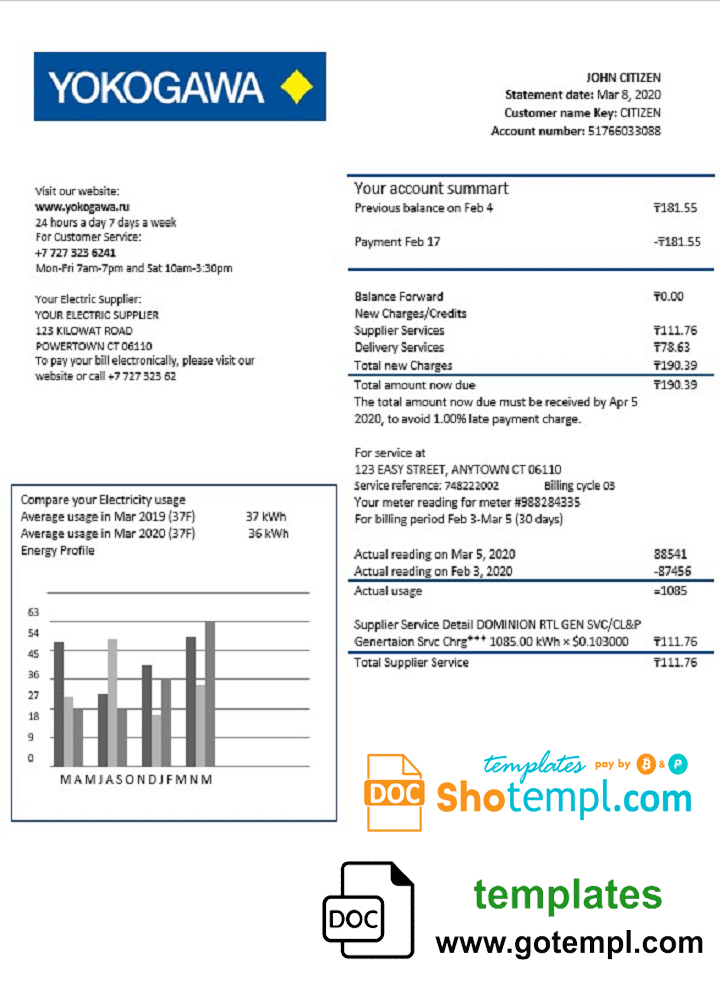 YOKOGAWA
JOHN CITIZEN
Statement date: Mar 8, 2020
Customer name Key: CITIZEN
Account number: 51766033088
Visit our website:
www.yokogawa.ru
24 hours a day 7 days a week
For Customer Service:
+7 727 323 6241
Mon-Fri 7am-7pm and Sat 10am-3:30pm
Your Electric Supplier:
YOUR ELECTRIC SUPPLIER
123 KILOWAT ROAD
POWERTOWN CT 06110
To pay your bill electronically, please visit our
website or call +7 727 323 62
Your account summart
Previous balance on Feb 4 ₸181.55
Payment Feb 17 -₸181.55
Balance Forward ₸0.00
New Charges/Credits
Supplier Services ₸111.76
Delivery Services ₸78.63
Total new Charges ₸190.39
Total amount now due ₸190.39
The total amount now due must be received by Apr 5
2020, to avoid 1.00% late payment charge.
For service at
123 EASY STREET, ANYTOWN CT 06110
Service reference: 748222002 Billing cycle 03
Your meter reading for meter #988284335
For billing period Feb 3-Mar 5 (30 days)
Actual reading on Mar 5, 2020 88541
Actual reading on Feb 3, 2020 -87456
Actual usage =1085
Supplier Service Detail DOMINION RTL GEN SVC/CL&P
Genertaion Srvc Chrg*** 1085.00 kWh × $0.103000 ₸111.76
Total Supplier Service ₸111.76
Compare your Electricity usage
Average usage in Mar 2019 (37F) 37 kWh
Average usage in Mar 2020 (37F) 36 kWh
Energy Profile
63
54
45
36
27
18
9
0
M A M J J A S O N D J F M N M
templates pay by ₿ & P
DOC Shotempl.com
DOC
templates
www.gotempl.com